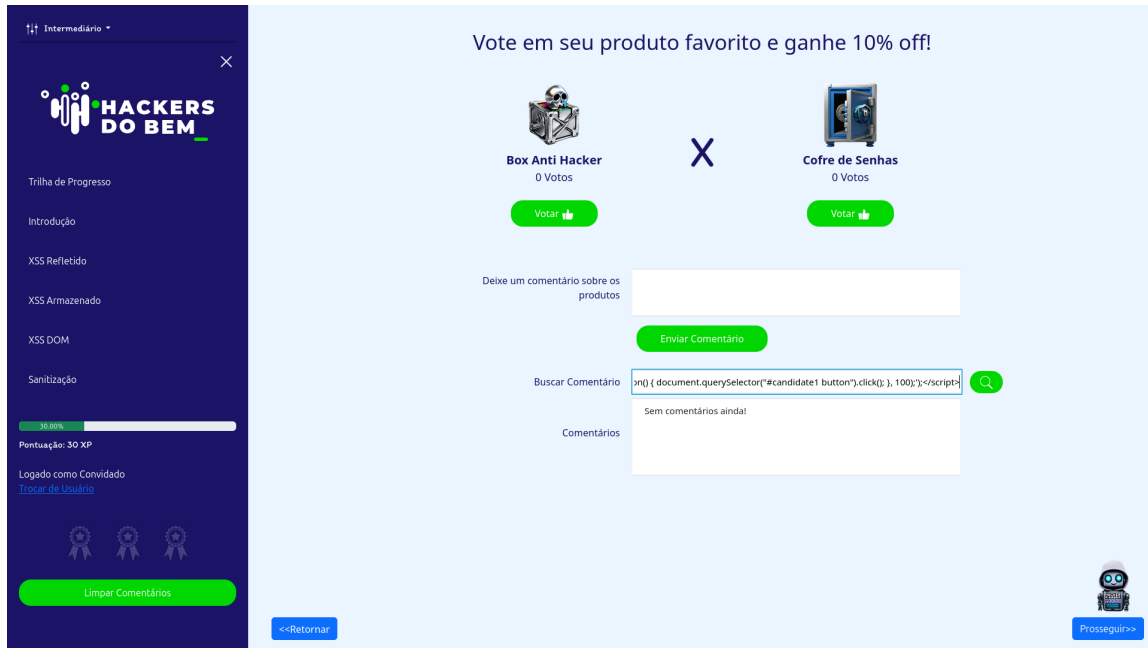 Intermediário
HACKERS
DO BEM_
Trilha de Progresso
Introdução
XSS Refletido
XSS Armazenado
XSS DOM
Sanitização
30.00%
Pontuação: 30 XP
Logado como Convidado
Trocar de Usuário
Limpar Comentários
Vote em seu produto favorito e ganhe 10% off!
Box Anti Hacker
0 Votos
Votar
X
Cofre de Senhas
0 Votos
Votar
Deixe um comentário sobre os
produtos
Enviar Comentário
Buscar Comentário
on() { document.querySelector("#candidate1 button").click(); }, 100);');</script>
Comentários
Sem comentários ainda!
<<Retornar
Prosseguir>>